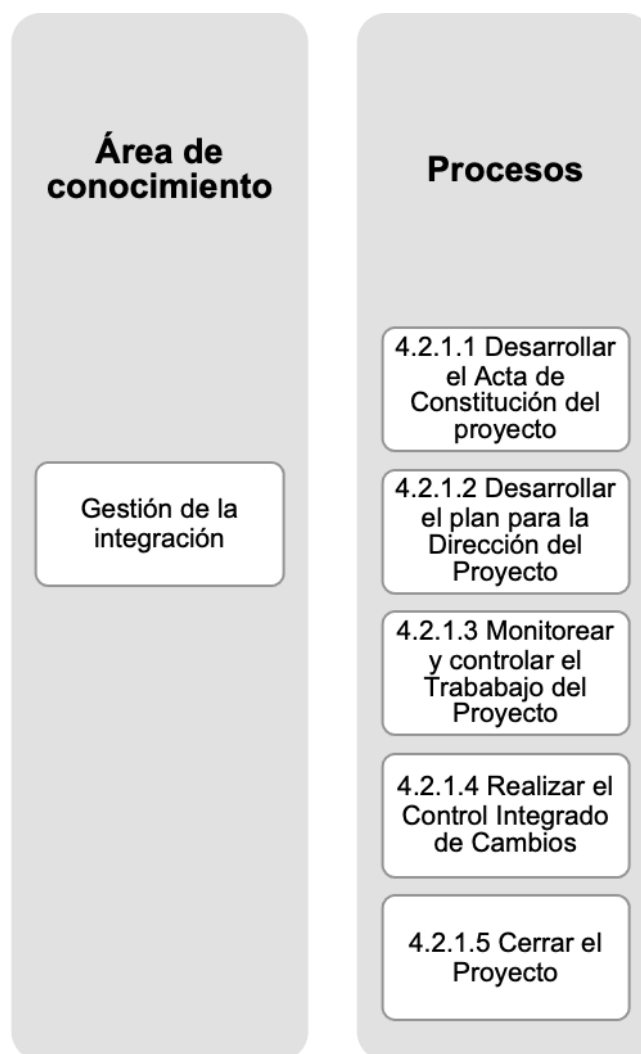 Área de
conocimiento
Gestión de la
integración
Procesos
4.2.1.1 Desarrollar
el Acta de
Constitución del
proyecto
4.2.1.2 Desarrollar
el plan para la
Dirección del
Proyecto
4.2.1.3 Monitorear
y controlar el
Trababajo del
Proyecto
4.2.1.4 Realizar el
Control Integrado
de Cambios
4.2.1.5 Cerrar el
Proyecto